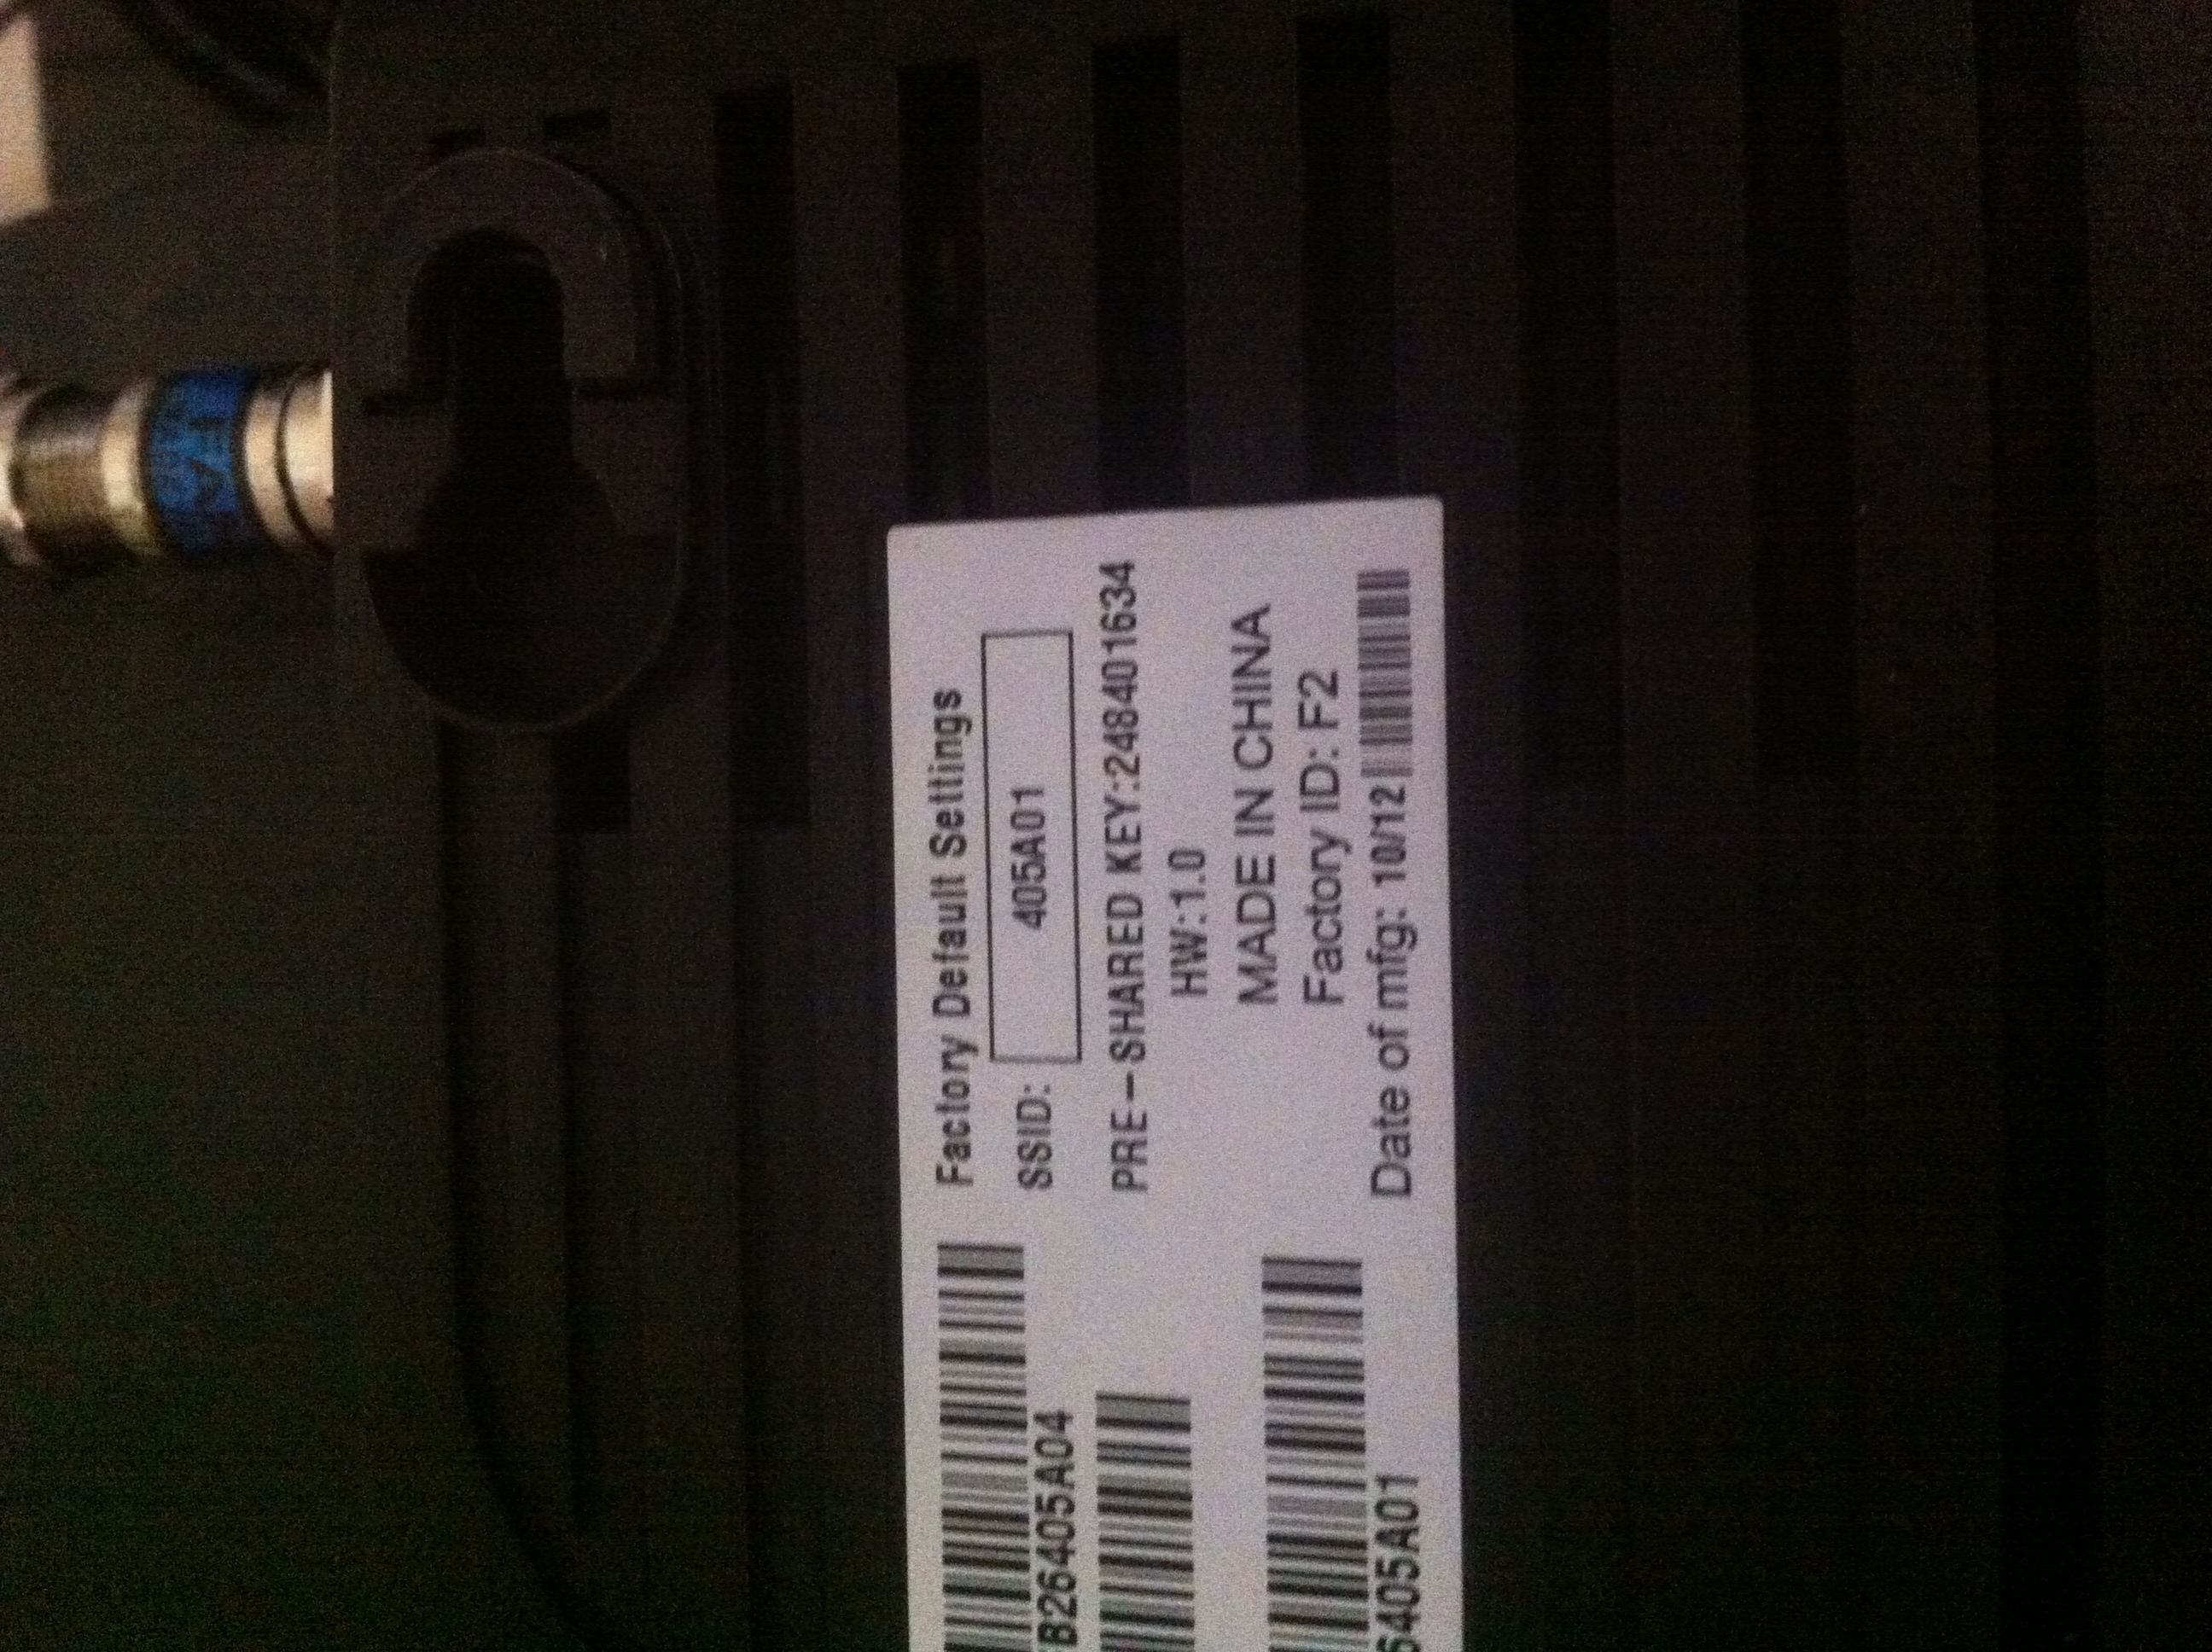 Factory Default Settings
SSID: 405A01
B26405A04
PRE-SHARED KEY:248401634
HW:1.0
MADE IN CHINA
Factory ID: F2
6405A01
Date of mfg: 10/12